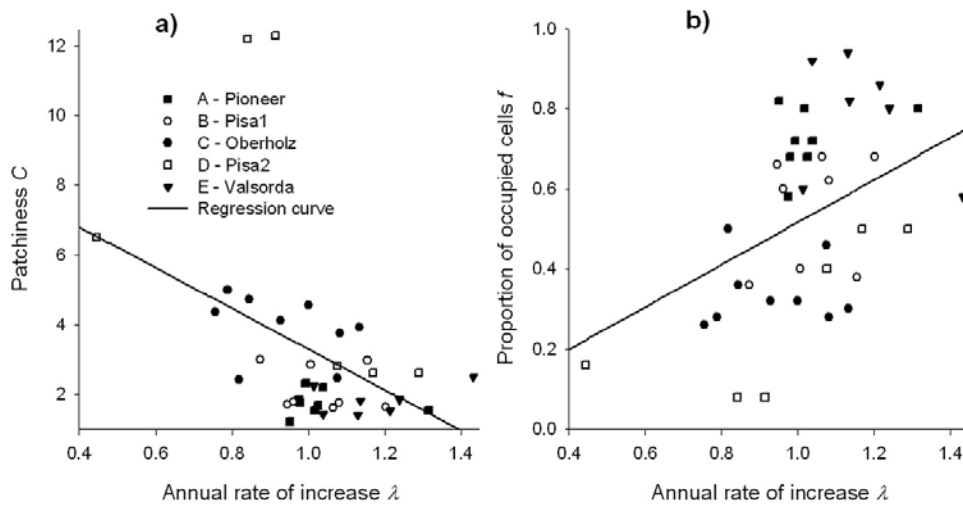 a)
12
10
8
6
4
2
Patchiness C
A - Pioneer
B - Pisa1
C - Oberholz
D - Pisa2
E - Valsorda
Regression curve
0.4 0.6 0.8 1.0 1.2 1.4
Annual rate of increase λ
b)
1.0
0.8
0.6
0.4
0.2
0.0
Proportion of occupied cells f
0.4 0.6 0.8 1.0 1.2 1.4
Annual rate of increase λ